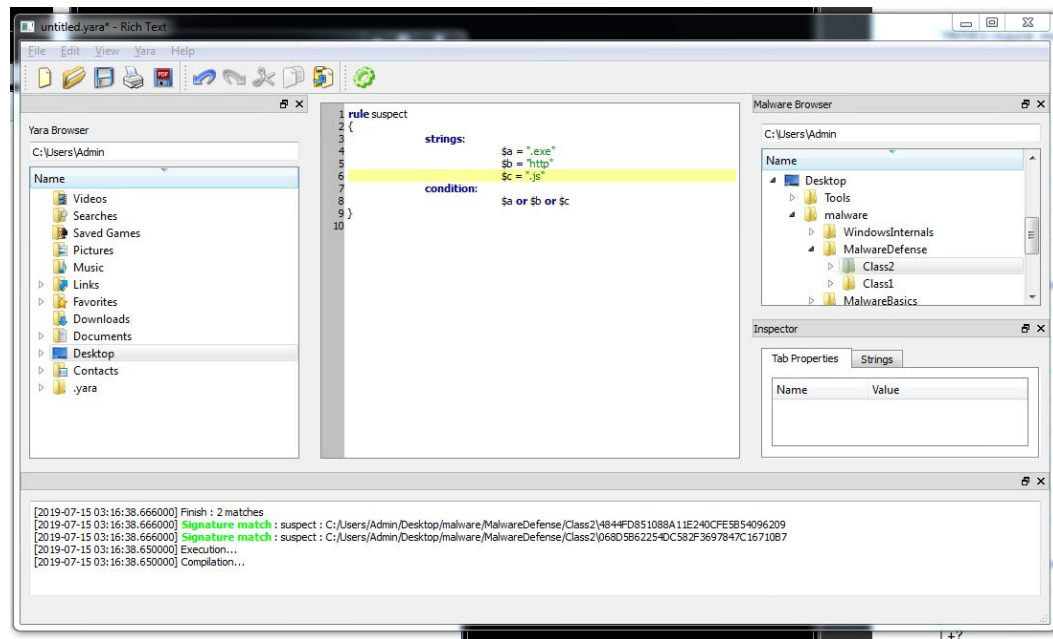 untitled.yara* - Rich Text
File Edit View Yara Help
PDF
Yara Browser
C:\Users\Admin
Name
Videos
Searches
Saved Games
Pictures
Music
Links
Favorites
Downloads
Documents
Desktop
Contacts
.yara
1 rule suspect
2 {
3 strings:
4 $a = ".exe"
5 $b = "http"
6 $c = ".js"
7 condition:
8 $a or $b or $c
9 }
10
Malware Browser
C:\Users\Admin
Name
Desktop
Tools
malware
WindowsInternals
MalwareDefense
Class2
Class1
MalwareBasics
Inspector
Tab Properties Strings
Name Value
[2019-07-15 03:16:38.666000] Finish : 2 matches
[2019-07-15 03:16:38.666000] Signature match : suspect : C:/Users/Admin/Desktop/malware/MalwareDefense/Class2\4844FD851088A11E240CFE5B54096209
[2019-07-15 03:16:38.666000] Signature match : suspect : C:/Users/Admin/Desktop/malware/MalwareDefense/Class2\068D5B62254DC582F3697847C16710B7
[2019-07-15 03:16:38.650000] Execution...
[2019-07-15 03:16:38.650000] Compilation...